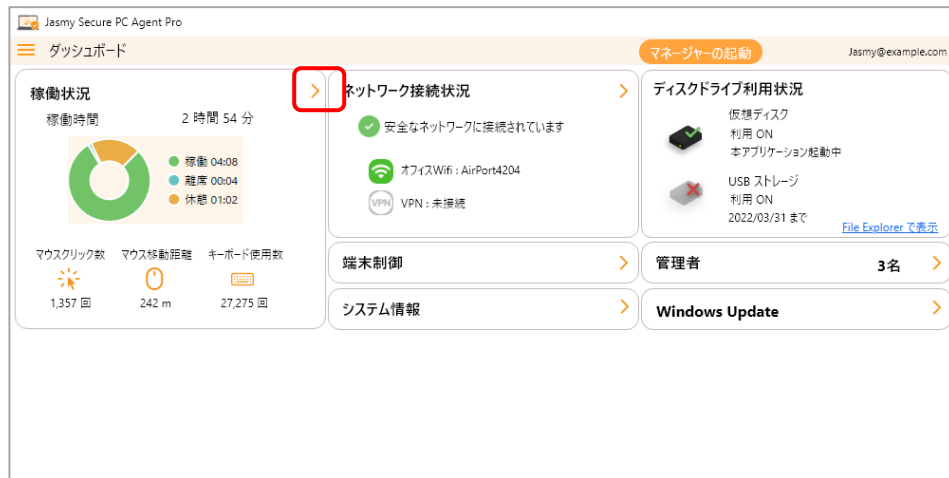 Jasmy Secure PC Agent Pro
ダッシュボード
マネージャーの起動
Jasmy@example.com
稼働状況
稼働時間
2 時間 54 分
稼働 04:08
離席 00:04
休憩 01:02
マウスクリック数
マウス移動距離
キーボード使用数
1,357 回
242 m
27,275 回
ネットワーク接続状況
安全なネットワークに接続されています
オフィスWifi : AirPort4204
VPN
VPN : 未接続
ディスクドライブ利用状況
仮想ディスク
利用 ON
本アプリケーション起動中
USB ストレージ
利用 ON
2022/03/31 まで
File Explorer で表示
端末制御
管理者
3名
システム情報
Windows Update